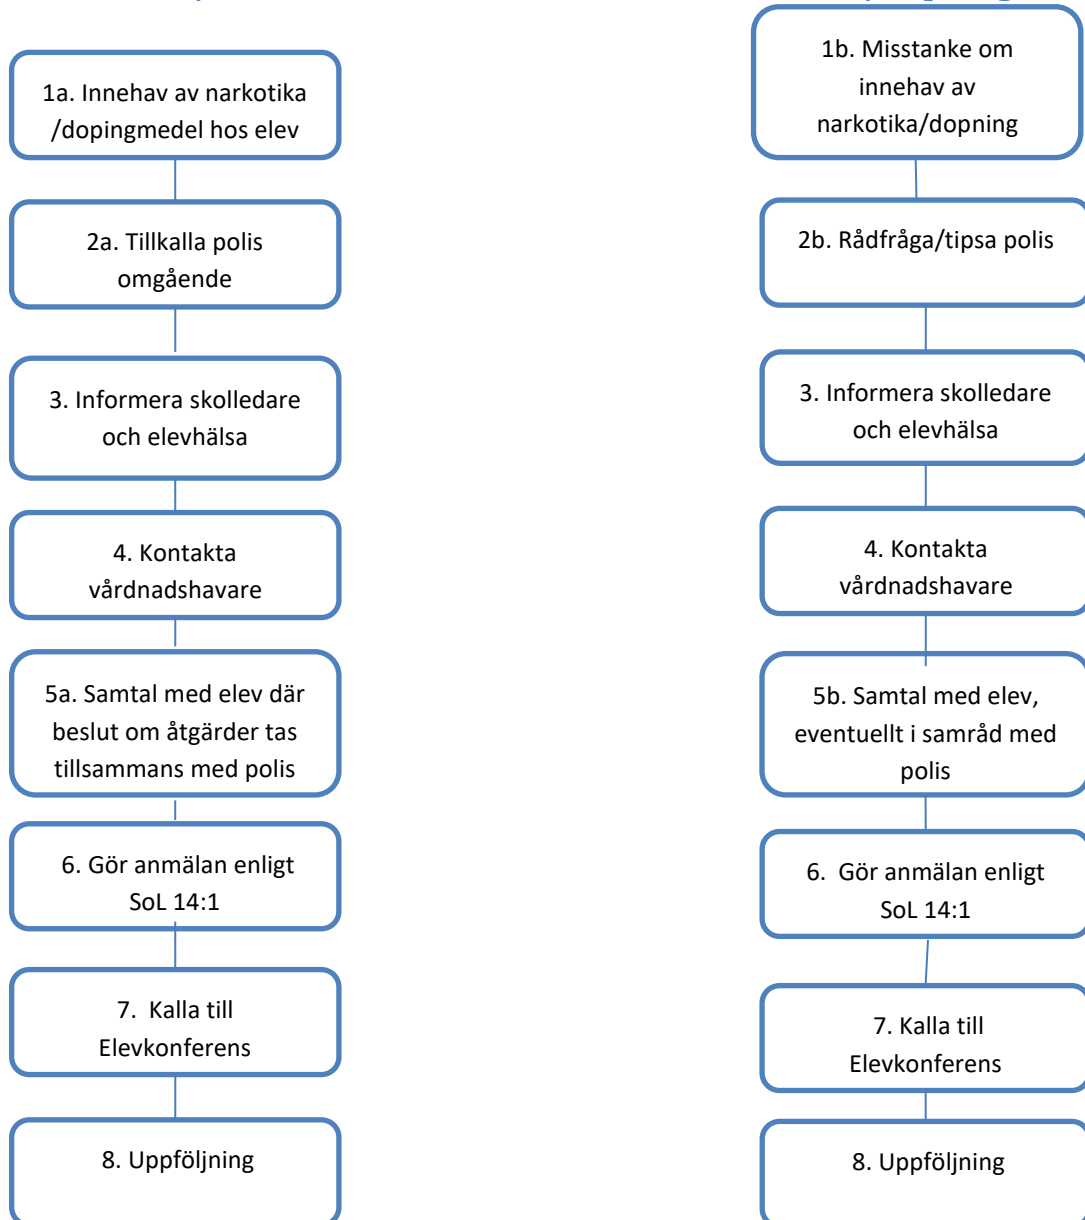 1a. Innehav av narkotika
/dopingmedel hos elev
2a. Tillkalla polis
omgående
3. Informera skolledare
och elevhälsa
4. Kontakta
vårdnadshavare
5a. Samtal med elev där
beslut om åtgärder tas
tillsammans med polis
6. Gör anmälan enligt
SoL 14:1
7. Kalla till
Elevkonferens
8. Uppföljning
1b. Misstanke om
innehav av
narkotika/dopning
2b. Rådfråga/tipsa polis
3. Informera skolledare
och elevhälsa
4. Kontakta
vårdnadshavare
5b. Samtal med elev,
eventuellt i samråd med
polis
6. Gör anmälan enligt
SoL 14:1
7. Kalla till
Elevkonferens
8. Uppföljning